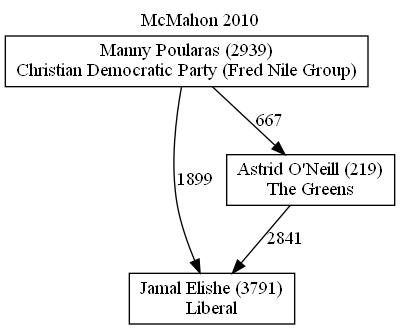 McMahon 2010
Manny Poularas (2939)
Christian Democratic Party (Fred Nile Group)
667
1899
Astrid O'Neill (219)
The Greens
2841
Jamal Elishe (3791)
Liberal